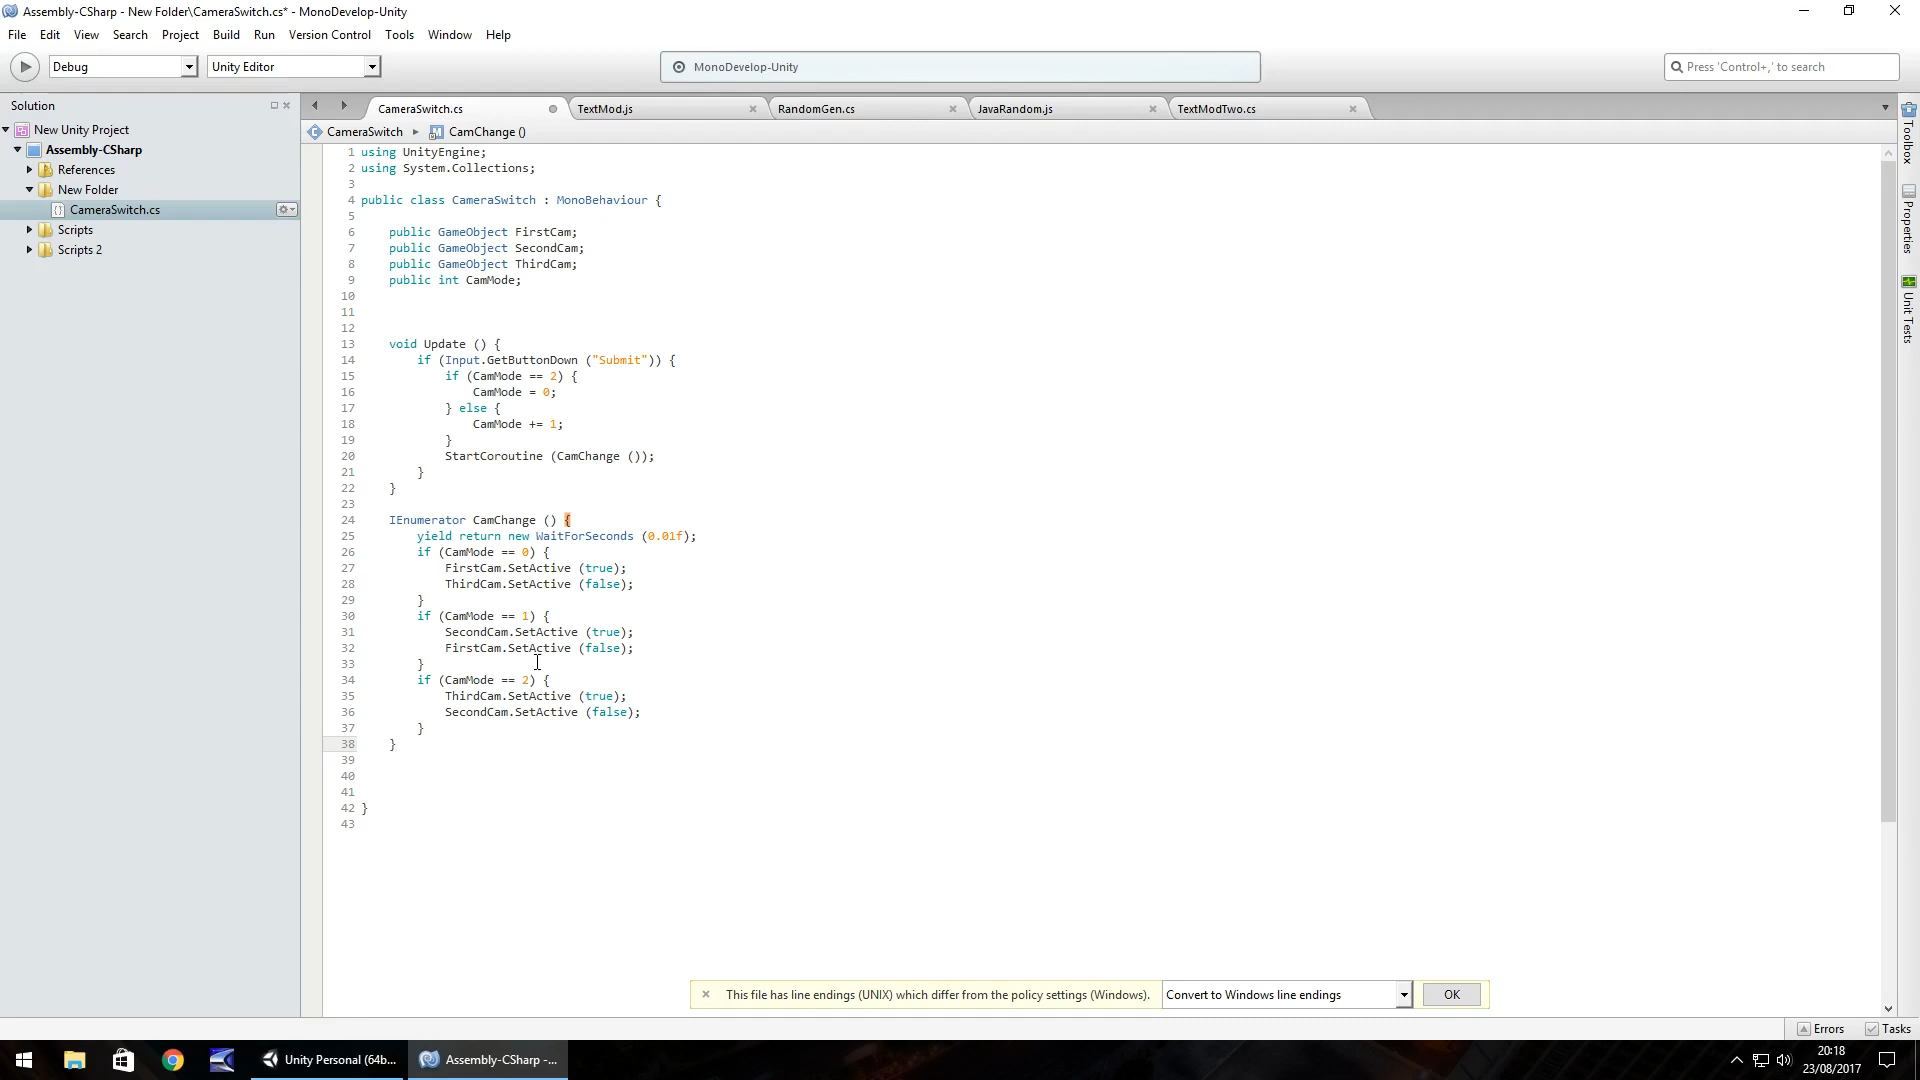 Assembly-CSharp - New Folder\CameraSwitch.cs* - MonoDevelop-Unity
File Edit View Search Project Build Run Version Control Tools Window Help
Debug Unity Editor MonoDevelop-Unity Press 'Control+,' to search
Solution
New Unity Project
Assembly-CSharp
References
New Folder
CameraSwitch.cs
Scripts
Scripts 2
CameraSwitch.cs TextMod.js RandomGen.cs JavaRandom.js TextModTwo.cs
CameraSwitch CamChange ()
1 using UnityEngine;
2 using System.Collections;
3
4 public class CameraSwitch : MonoBehaviour {
5
6 public GameObject FirstCam;
7 public GameObject SecondCam;
8 public GameObject ThirdCam;
9 public int CamMode;
10
11
12
13 void Update () {
14 if (Input.GetButtonDown ("Submit")) {
15 if (CamMode == 2) {
16 CamMode = 0;
17 } else {
18 CamMode += 1;
19 }
20 StartCoroutine (CamChange ());
21 }
22 }
23
24 IEnumerator CamChange () {
25 yield return new WaitForSeconds (0.01f);
26 if (CamMode == 0) {
27 FirstCam.SetActive (true);
28 ThirdCam.SetActive (false);
29 }
30 if (CamMode == 1) {
31 SecondCam.SetActive (true);
32 FirstCam.SetActive (false);
33 }
34 if (CamMode == 2) {
35 ThirdCam.SetActive (true);
36 SecondCam.SetActive (false);
37 }
38 }
39
40
41
42 }
43
Toolbox
Properties
Unit Tests
This file has line endings (UNIX) which differ from the policy settings (Windows). Convert to Windows line endings OK
Errors Tasks
Unity Personal (64b... Assembly-CSharp -...
20:18
23/08/2017